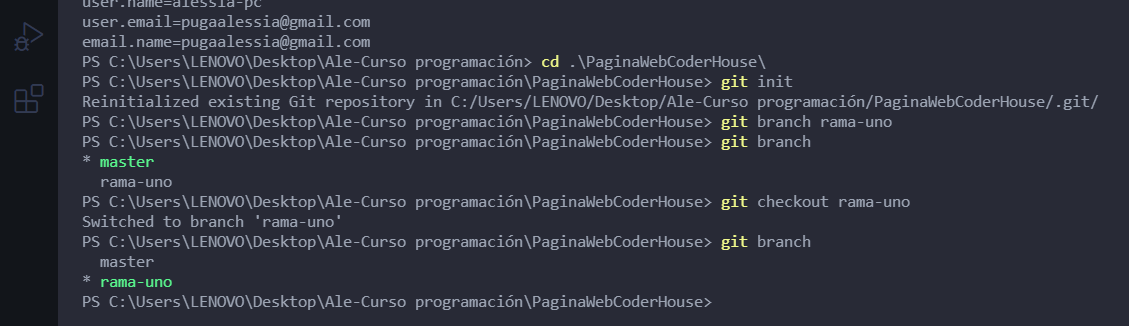 user.name=alessia-pc
user.email=pugaalessia@gmail.com
email.name=pugaalessia@gmail.com
PS C:\Users\LENOVO\Desktop\Ale-Curso programación> cd .\PaginaWebCoderHouse\
PS C:\Users\LENOVO\Desktop\Ale-Curso programación\PaginaWebCoderHouse> git init
Reinitialized existing Git repository in C:/Users/LENOVO/Desktop/Ale-Curso programación/PaginaWebCoderHouse/.git/
PS C:\Users\LENOVO\Desktop\Ale-Curso programación\PaginaWebCoderHouse> git branch rama-uno
PS C:\Users\LENOVO\Desktop\Ale-Curso programación\PaginaWebCoderHouse> git branch
* master
  rama-uno
PS C:\Users\LENOVO\Desktop\Ale-Curso programación\PaginaWebCoderHouse> git checkout rama-uno
Switched to branch 'rama-uno'
PS C:\Users\LENOVO\Desktop\Ale-Curso programación\PaginaWebCoderHouse> git branch
  master
* rama-uno
PS C:\Users\LENOVO\Desktop\Ale-Curso programación\PaginaWebCoderHouse>